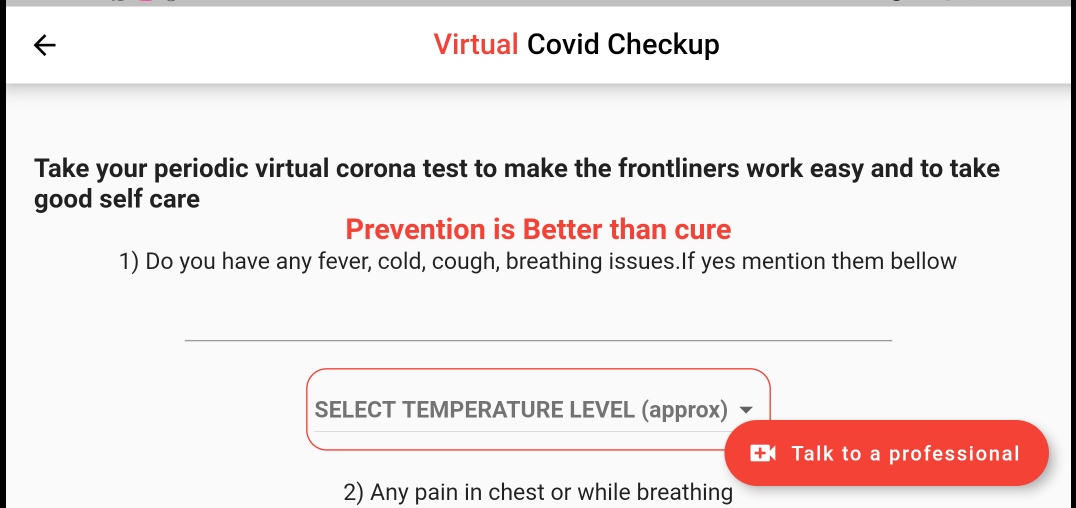 Virtual Covid Checkup
Take your periodic virtual corona test to make the frontliners work easy and to take
good self care
Prevention is Better than cure
1) Do you have any fever, cold, cough, breathing issues.If yes mention them bellow
SELECT TEMPERATURE LEVEL (approx)
Talk to a professional
2) Any pain in chest or while breathing